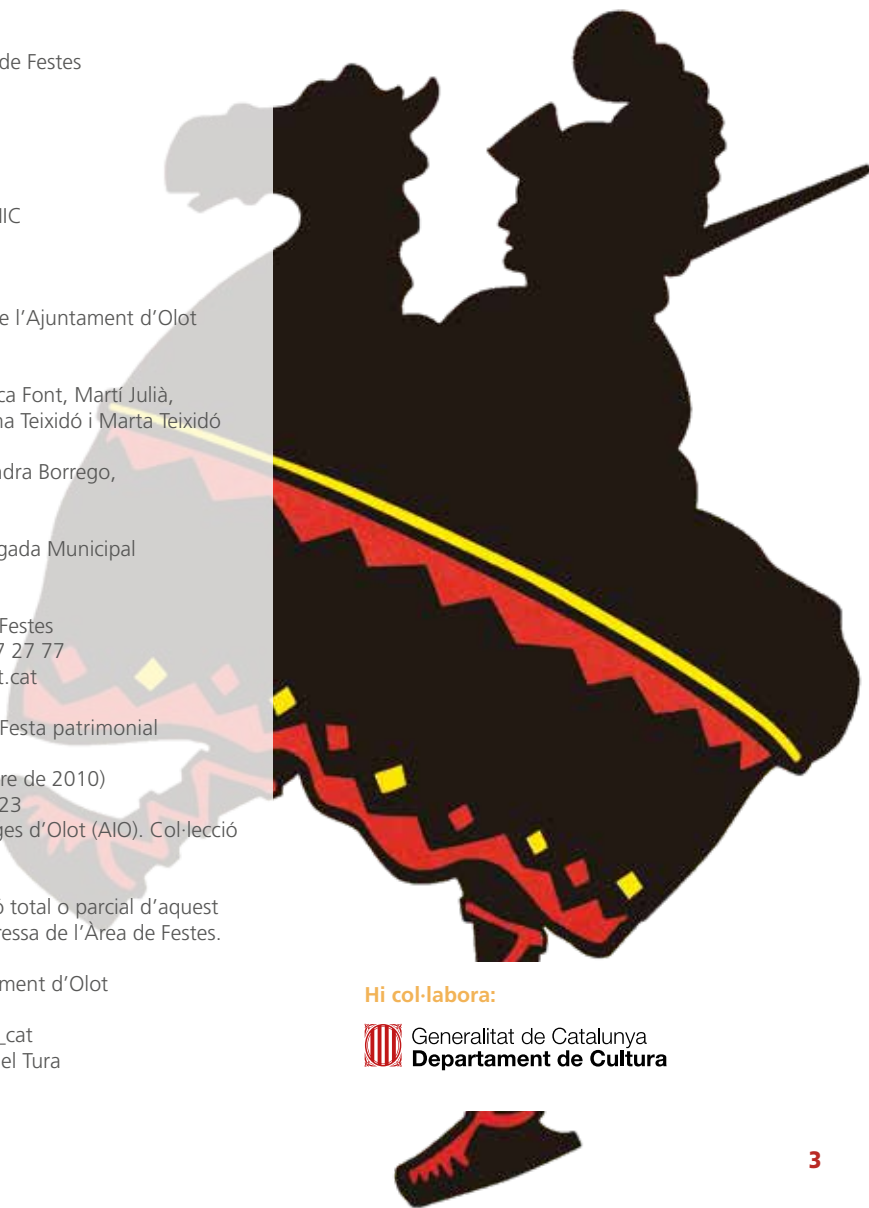 de Festes
IC
e l'Ajuntament d'Olot
ca Font, Martí Julià,
na Teixidó i Marta Teixidó
dra Borrego,
gada Municipal
Festes
7 27 77
t.cat
Festa patrimonial
re de 2010)
23
ges d'Olot (AIO). Col·lecció
ó total o parcial d'aquest
ressa de l'Àrea de Festes.
ment d'Olot
_cat
el Tura
Hi col·labora:
Generalitat de Catalunya
Departament de Cultura
3